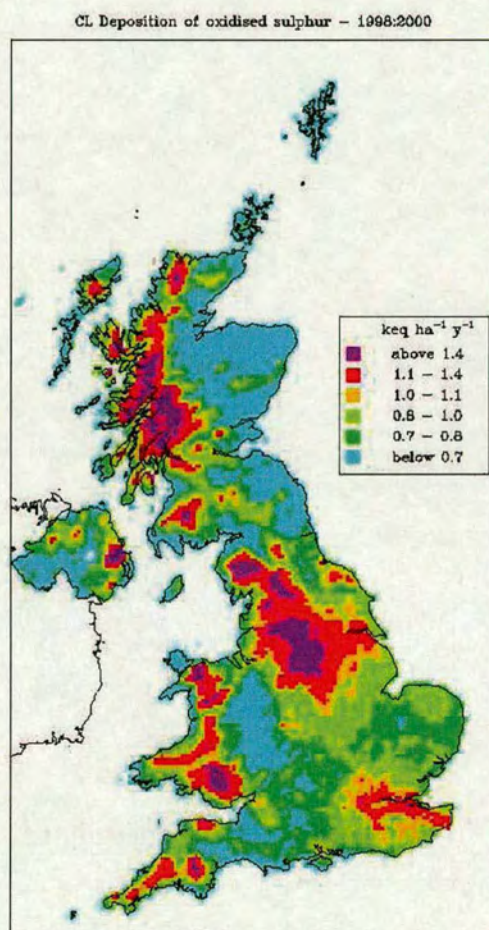 CL Deposition of oxidised sulphur – 1998:2000
keq ha⁻¹ y⁻¹
above 1.4
1.1 – 1.4
1.0 – 1.1
0.8 – 1.0
0.7 – 0.8
below 0.7